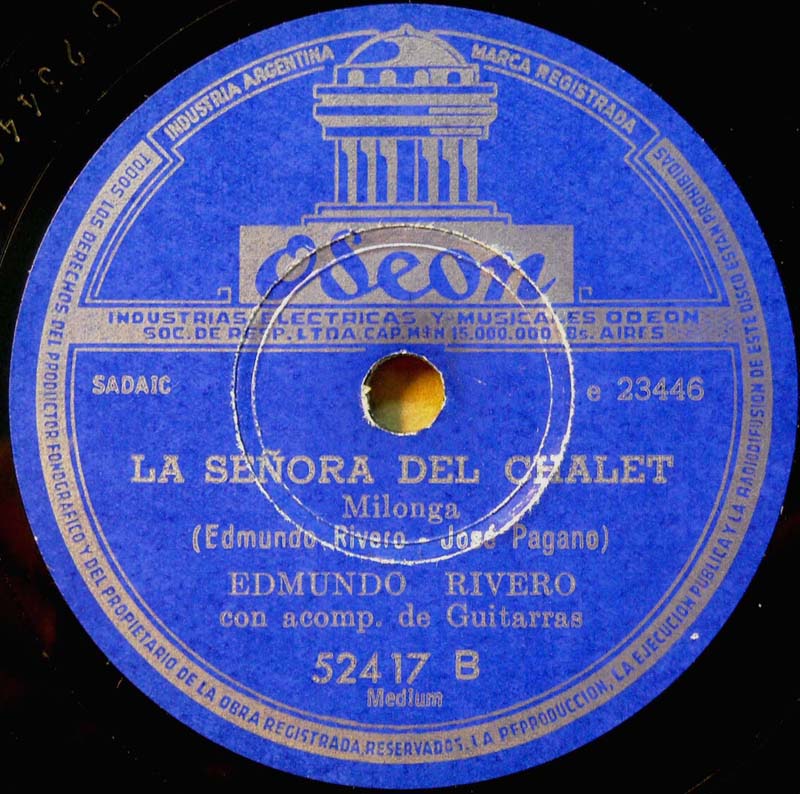 INDUSTRIA ARGENTINA
MARCA REGISTRADA
Odeon
INDUSTRIAS ELECTRICAS Y MUSICALES ODEON
SOC. DE RESP. LTDA CAP. M$N 15.000.000 Bs. AIRES
SADAIC
e 23446
LA SEÑORA DEL CHALET
Milonga
(Edmundo Rivero - José Pagano)
EDMUNDO RIVERO
con acomp. de Guitarras
52417 B
Medium
TODOS LOS DERECHOS DEL PRODUCTOR FONOGRÁFICO Y DEL PROPIETARIO DE LA OBRA REGISTRADA, RESERVADOS. LA REPRODUCCION, LA EJECUCION PUBLICA Y LA RADIODIFUSION DE ESTE DISCO ESTAN PROHIBIDAS